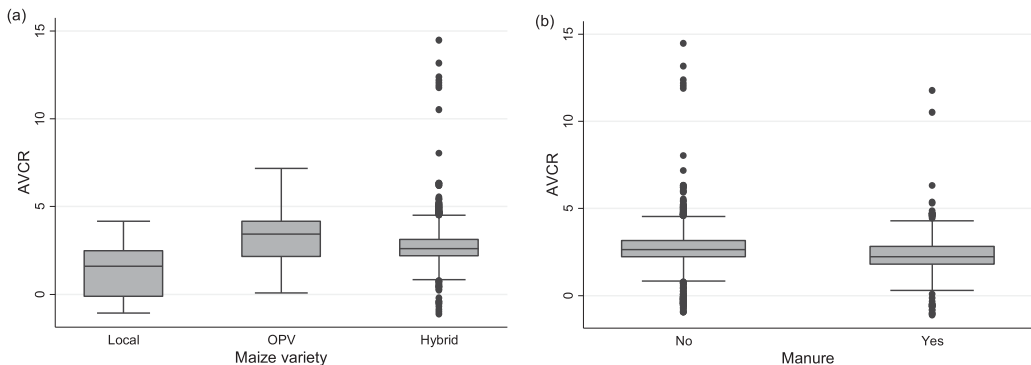 (a)
15
10
5
0
AVCR
Local
OPV
Hybrid
Maize variety
(b)
15
10
5
0
AVCR
No
Yes
Manure